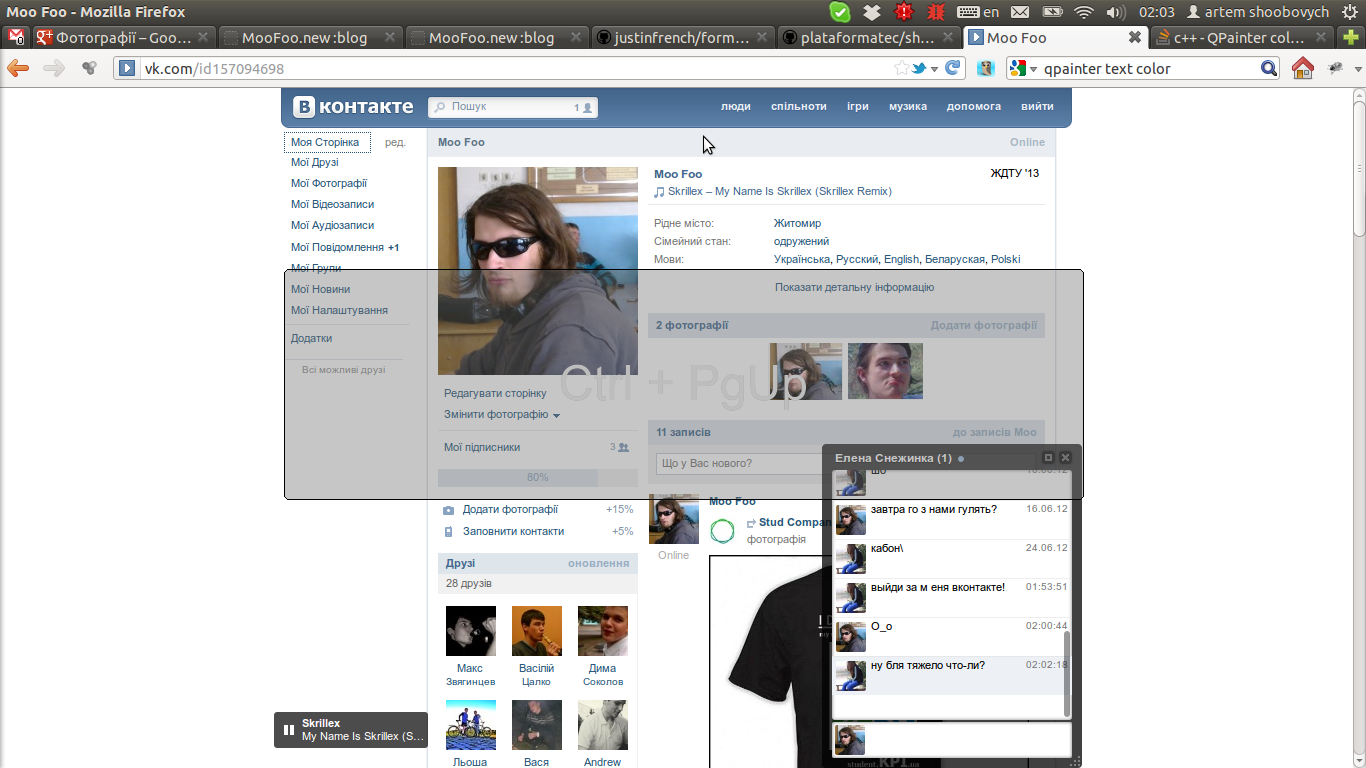 Moo Foo - Mozilla Firefox
en
02:03
artem shoobovych
Фотографії – Goo...
MooFoo.new :blog
MooFoo.new :blog
justinfrench/form...
plataformatec/sh...
Moo Foo
c++ - QPainter col...
vk.com/id157094698
qpainter text color
В контакте
Пошук
1
люди
спільноти
ігри
музика
допомога
вийти
Моя Сторінка
ред.
Мої Друзі
Мої Фотографії
Мої Відеозаписи
Мої Аудіозаписи
Мої Повідомлення +1
Мої Групи
Мої Новини
Мої Налаштування
Додатки
Всі можливі друзі
Moo Foo
Online
Moo Foo
ЖДТУ '13
Skrillex – My Name Is Skrillex (Skrillex Remix)
Рідне місто: Житомир
Сімейний стан: одружений
Мови: Українська, Русский, English, Беларуская, Polski
Показати детальну інформацію
2 фотографії
Додати фотографії
Ctrl + PgUp
Редагувати сторінку
Змінити фотографію
Мої підписники
3
80%
Додати фотографії +15%
Заповнити контакти +5%
Друзі
оновлення
28 друзів
Макс
Звягинцев
Васілій
Цалко
Дима
Соколов
Льоша
Вася
Andrew
11 записів
до записів Moo
Що у Вас нового?
Moo Foo
Stud Compan
фотографія
Online
Елена Снежинка (1)
шо
завтра го з нами гулять? 16.06.12
кабон\ 24.06.12
выйди за м еня вконтакте! 01:53:51
О_о 02:00:44
ну бля тяжело что-ли? 02:02:18
student.KPI.ua
Skrillex
My Name Is Skrillex (S...